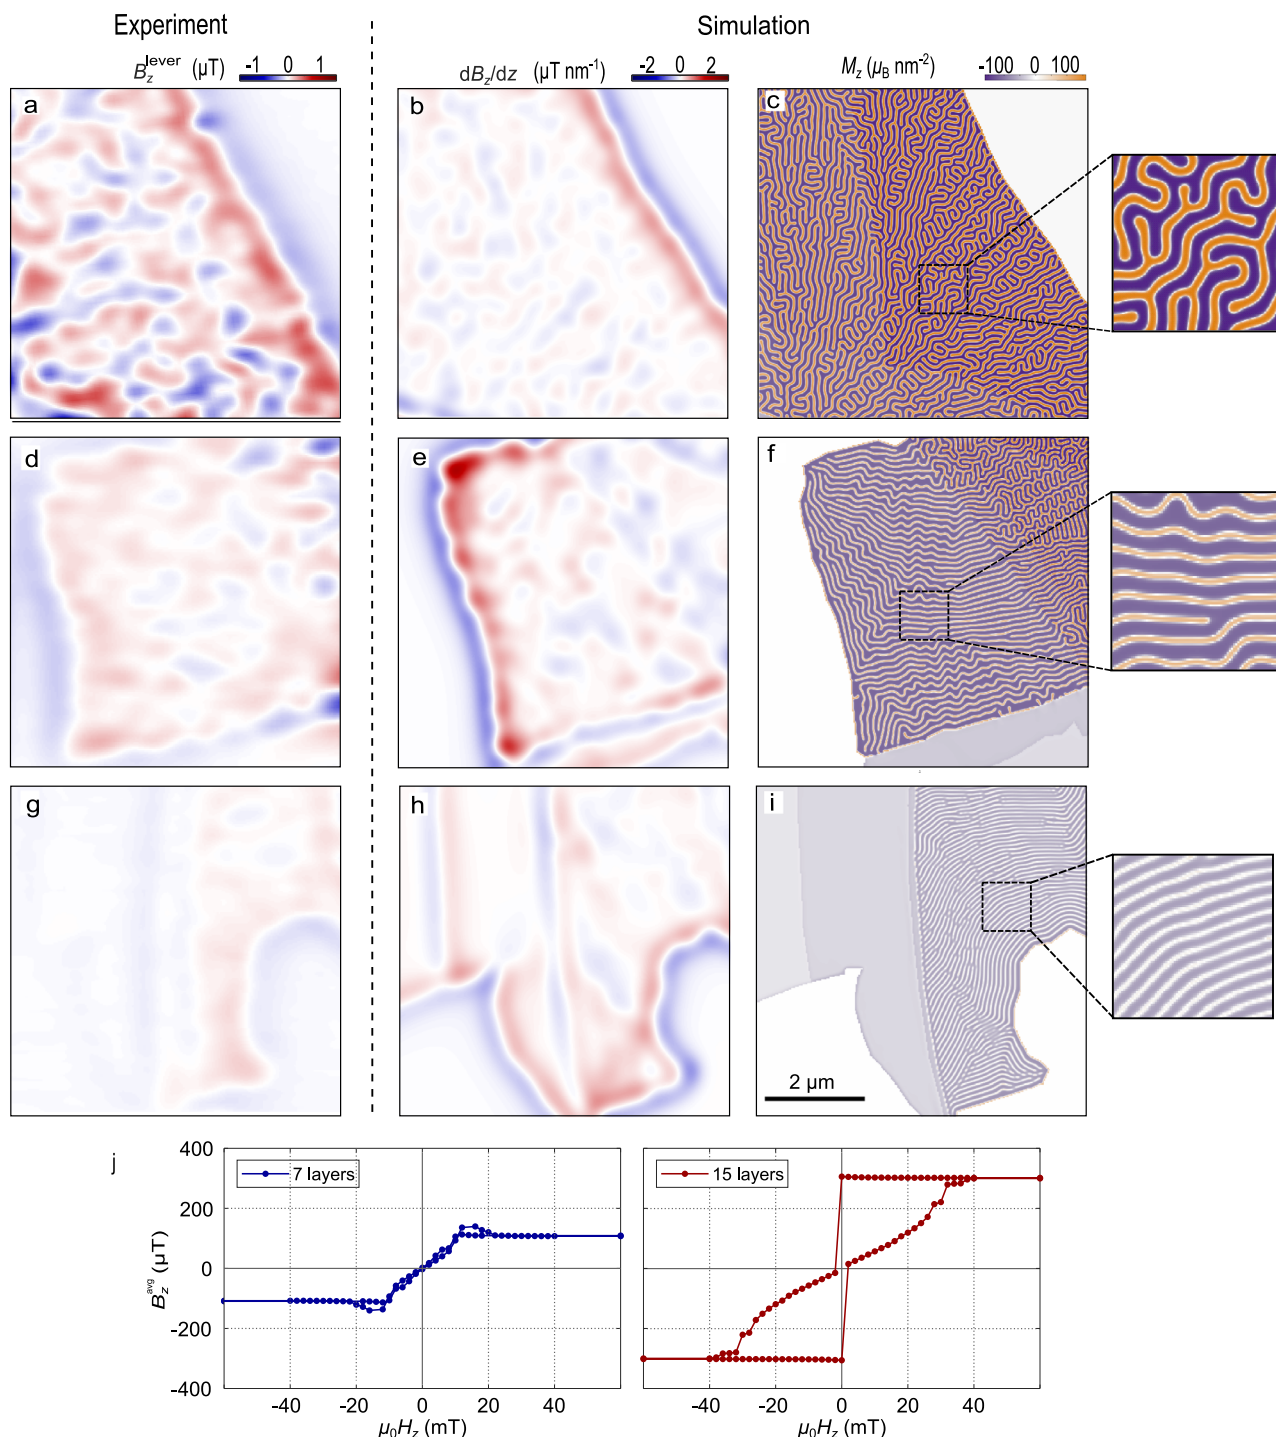 Experiment
Simulation
B_z^lever (µT)
-1 0 1
dB_z/dz (µT nm⁻¹)
-2 0 2
M_z (µ_B nm⁻²)
-100 0 100
a
b
c
d
e
f
g
h
i
2 µm
j
7 layers
15 layers
400
200
0
-200
-400
B_z^avg (µT)
-40 -20 0 20 40
-40 -20 0 20 40
µ₀H_z (mT)
µ₀H_z (mT)